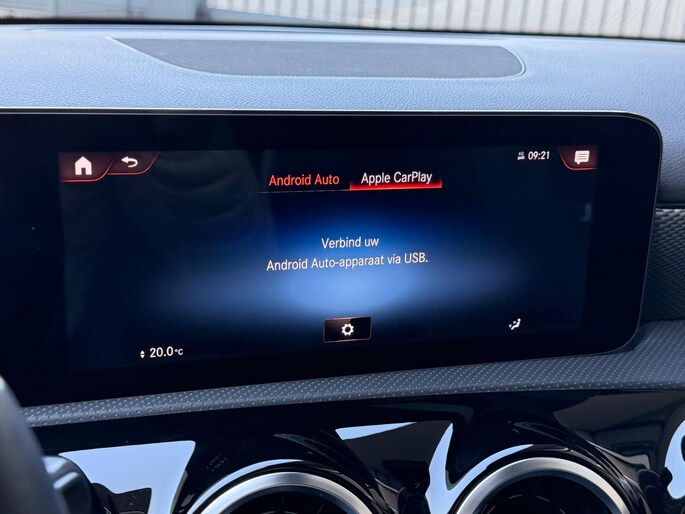 09:21
Android Auto Apple CarPlay
Verbind uw
Android Auto-apparaat via USB.
20.0 °C